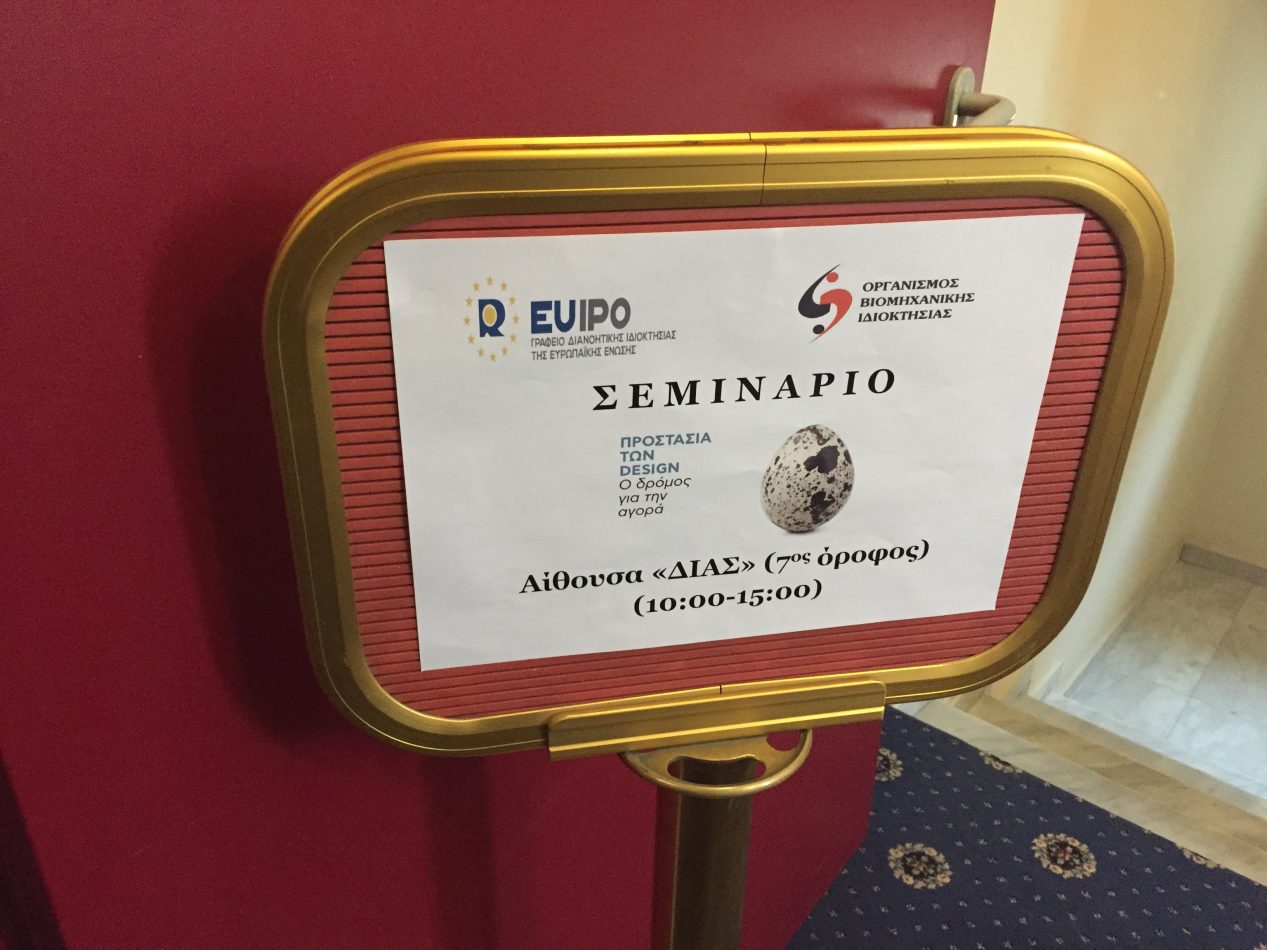 EUIPO
ΓΡΑΦΕΙΟ ΔΙΑΝΟΗΤΙΚΗΣ ΙΔΙΟΚΤΗΣΙΑΣ
ΤΗΣ ΕΥΡΩΠΑΪΚΗΣ ΕΝΩΣΗΣ
ΟΡΓΑΝΙΣΜΟΣ
ΒΙΟΜΗΧΑΝΙΚΗΣ
ΙΔΙΟΚΤΗΣΙΑΣ
ΣΕΜΙΝΑΡΙΟ
ΠΡΟΣΤΑΣΙΑ
ΤΩΝ
DESIGN
Ο δρόμος
για την
αγορά
Αίθουσα «ΔΙΑΣ» (7ος όροφος)
(10:00-15:00)